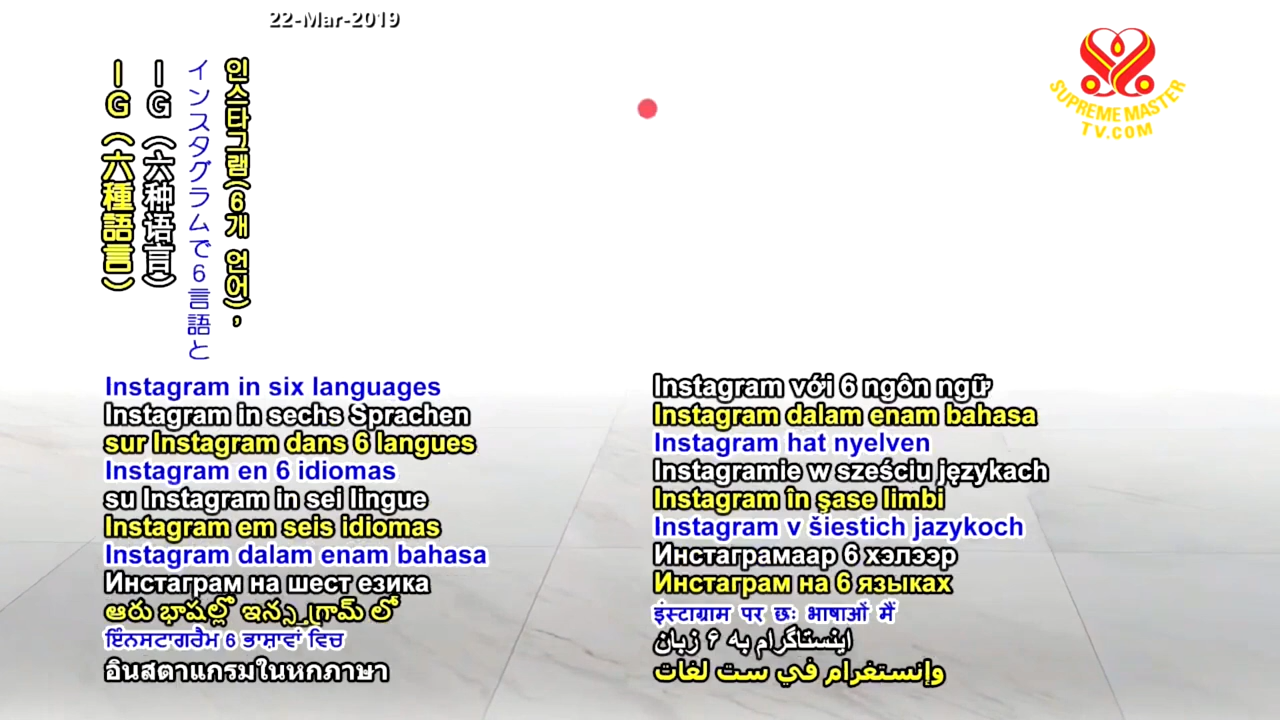 22-Mar-2019
SUPREME MASTER
TV.COM
IG（六種語言）
IG（六种语言）
インスタグラムで6言語と
인스타그램(6개 언어),
Instagram in six languages
Instagram in sechs Sprachen
sur Instagram dans 6 langues
Instagram en 6 idiomas
su Instagram in sei lingue
Instagram em seis idiomas
Instagram dalam enam bahasa
Инстаграм на шест езика
ఆరు భాషల్లో ఇన్స్టగ్రామ్ లో
ਇੰਨਸਟਾਗਰੈਮ 6 ਭਾਸ਼ਾਵਾਂ ਵਿਚ
อินสตาแกรมในหกภาษา
Instagram với 6 ngôn ngữ
Instagram dalam enam bahasa
Instagram hat nyelven
Instagramie w sześciu językach
Instagram în şase limbi
Instagram v šiestich jazykoch
Инстаграмаар 6 хэлээр
Инстаграм на 6 языках
इंस्टाग्राम पर छः भाषाओं में
اینستاگرام به ۶ زبان
وإنستغرام في ست لغات